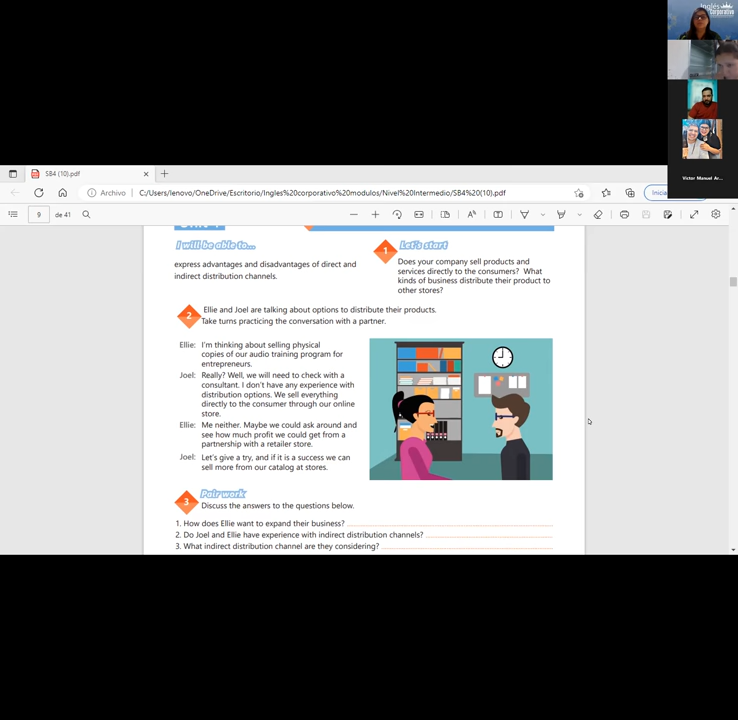 Inglés
Corporativo
SB4 (10).pdf
Archivo
C:/Users/lenovo/OneDrive/Escritorio/Ingles%20corporativo%20modulos/Nivel%20Intermedio/SB4%20(10).pdf
Victor Manuel Ar...
9
de 41
I will be able to...
express advantages and disadvantages of direct and
indirect distribution channels.
1
Let's start
Does your company sell products and
services directly to the consumers? What
kinds of business distribute their product to
other stores?
2
Ellie and Joel are talking about options to distribute their products.
Take turns practicing the conversation with a partner.
Ellie: I'm thinking about selling physical
copies of our audio training program for
entrepreneurs.
Joel: Really? Well, we will need to check with a
consultant. I don't have any experience with
distribution options. We sell everything
directly to the consumer through our online
store.
Ellie: Me neither. Maybe we could ask around and
see how much profit we could get from a
partnership with a retailer store.
Joel: Let's give a try, and if it is a success we can
sell more from our catalog at stores.
3
Pair work
Discuss the answers to the questions below.
1. How does Ellie want to expand their business?
2. Do Joel and Ellie have experience with indirect distribution channels?
3. What indirect distribution channel are they considering?